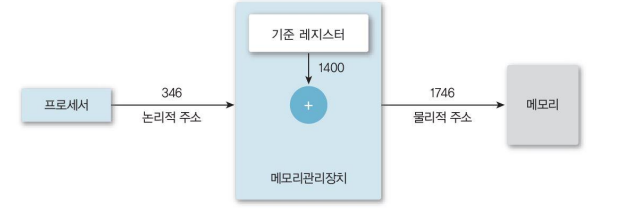 기준 레지스터
1400
프로세서
346
논리적 주소
+
1746
물리적 주소
메모리
메모리관리장치